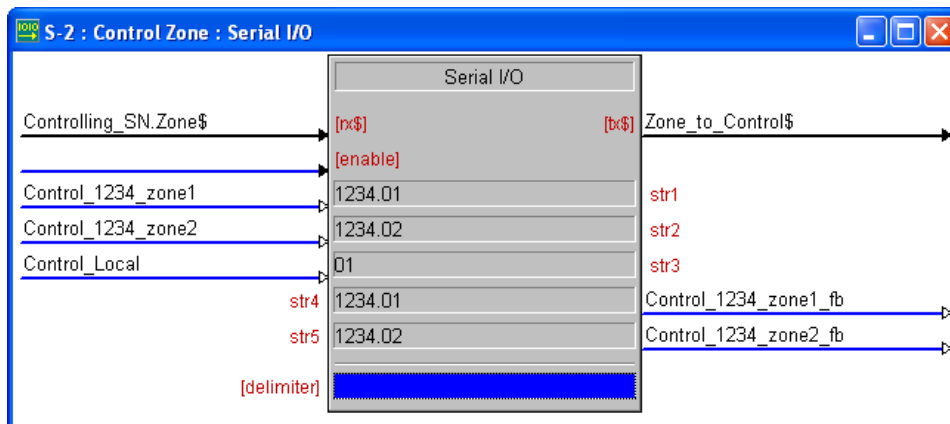 S-2 : Control Zone : Serial I/O
Serial I/O
Controlling_SN.Zone$ [rx$] [tx$] Zone_to_Control$
[enable]
Control_1234_zone1 1234.01 str1
Control_1234_zone2 1234.02 str2
Control_Local 01 str3
str4 1234.01 Control_1234_zone1_fb
str5 1234.02 Control_1234_zone2_fb
[delimiter]